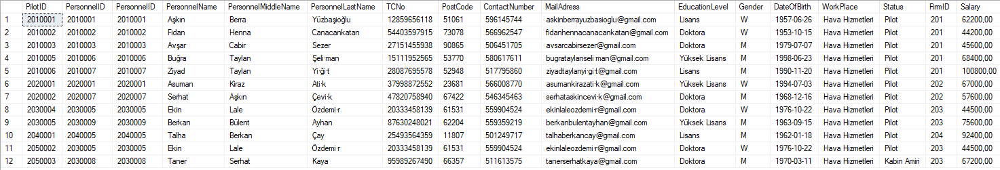 PilotID PersonnelID PersonnelID PersonnelName PersonnelMiddleName PersonnelLastName TCNo PostCode ContactNumber MailAdress EducationLevel Gender DateOfBirth WorkPlace Status FirmID Salary
1 2010001 2010001 2010001 Aşkın Berra Yüzbaşioğlu 12859656118 51061 596145744 askinberrayuzbasioglu@gmail.com Lisans W 1957-06-26 Hava Hizmetleri Pilot 201 62200,00
2 2010002 2010002 2010002 Fidan Henna Canacankatan 54403597915 73078 566962547 fidanhennacanacankatan@gmail.com Doktora W 1953-10-15 Hava Hizmetleri Pilot 201 44200,00
3 2010003 2010003 2010003 Avşar Cabir Sezer 27151455938 90865 506451705 avsarcabirsezer@gmail.com Doktora M 1979-07-07 Hava Hizmetleri Pilot 201 45600,00
4 2010005 2010006 2010006 Buğra Taylan Şeli·man 15111952565 53770 580617611 bugrataylanseli·man@gmail.com Yüksek Lisans M 1998-06-23 Hava Hizmetleri Pilot 201 68400,00
5 2010006 2010007 2010007 Ziyad Taylan Yi·ği·t 28087695578 52948 517795860 ziyadtaylanyi·gi·t@gmail.com Lisans M 1990-11-20 Hava Hizmetleri Pilot 201 100800,00
6 2020001 2020001 2020001 Asuman Kiraz Ati·k 37998872552 23681 566008770 asumankirazati·k@gmail.com Yüksek Lisans W 1994-07-03 Hava Hizmetleri Pilot 202 67000,00
7 2020002 2020007 2020007 Serhat Aşkın Çevi·k 47820758940 67422 546345463 serhataskincevi·k@gmail.com Doktora M 1968-12-16 Hava Hizmetleri Pilot 202 57600,00
8 2030004 2030005 2030005 Ekin Lale Özdemi·r 20333458139 61531 559904524 ekinlaleozdemi·r@gmail.com Doktora W 1976-10-22 Hava Hizmetleri Pilot 203 44500,00
9 2030005 2030009 2030009 Berkan Bülent Ayhan 87630248021 62204 559359219 berkanbulentayhan@gmail.com Yüksek Lisans M 1963-09-15 Hava Hizmetleri Pilot 203 75600,00
10 2040001 2040005 2040005 Talha Berkan Çay 25493564359 11807 501249717 talhaberkancay@gmail.com Lisans M 1962-01-18 Hava Hizmetleri Pilot 204 92400,00
11 2050002 2030005 2030005 Ekin Lale Özdemi·r 20333458139 61531 559904524 ekinlaleozdemi·r@gmail.com Doktora W 1976-10-22 Hava Hizmetleri Pilot 203 44500,00
12 2050003 2030008 2030008 Taner Serhat Kaya 95989267490 66357 511613575 tanerserhatkaya@gmail.com Doktora M 1970-03-11 Hava Hizmetleri Kabin Amiri 203 67200,00